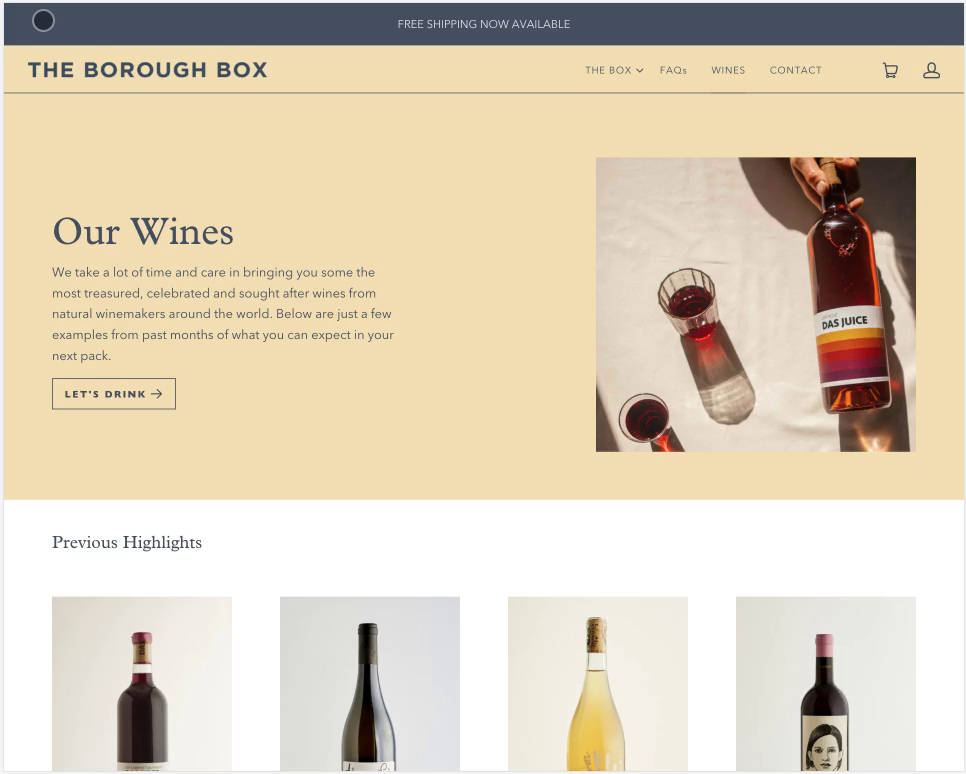 FREE SHIPPING NOW AVAILABLE
THE BOROUGH BOX
THE BOX
FAQs
WINES
CONTACT
Our Wines
We take a lot of time and care in bringing you some the
most treasured, celebrated and sought after wines from
natural winemakers around the world. Below are just a few
examples from past months of what you can expect in your
next pack.
LET'S DRINK →
DAS JUICE
Previous Highlights